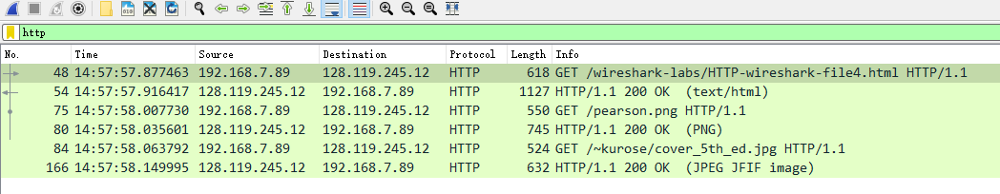 http
No. Time Source Destination Protocol Length Info
48 14:57:57.877463 192.168.7.89 128.119.245.12 HTTP 618 GET /wireshark-labs/HTTP-wireshark-file4.html HTTP/1.1
54 14:57:57.916417 128.119.245.12 192.168.7.89 HTTP 1127 HTTP/1.1 200 OK (text/html)
75 14:57:58.007730 192.168.7.89 128.119.245.12 HTTP 550 GET /pearson.png HTTP/1.1
80 14:57:58.035601 128.119.245.12 192.168.7.89 HTTP 745 HTTP/1.1 200 OK (PNG)
84 14:57:58.063792 192.168.7.89 128.119.245.12 HTTP 524 GET /~kurose/cover_5th_ed.jpg HTTP/1.1
166 14:57:58.149995 128.119.245.12 192.168.7.89 HTTP 632 HTTP/1.1 200 OK (JPEG JFIF image)